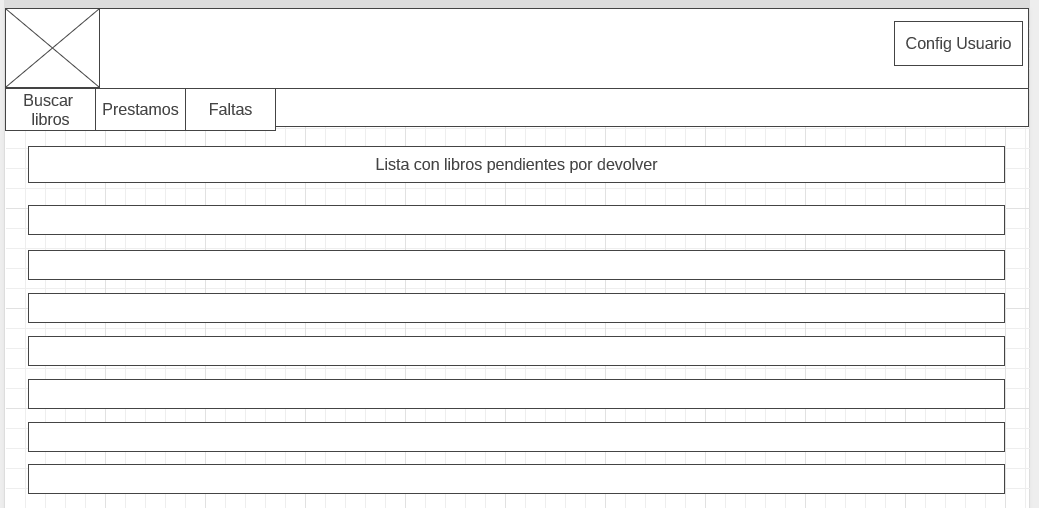 Config Usuario
Buscar
libros
Prestamos
Faltas
Lista con libros pendientes por devolver